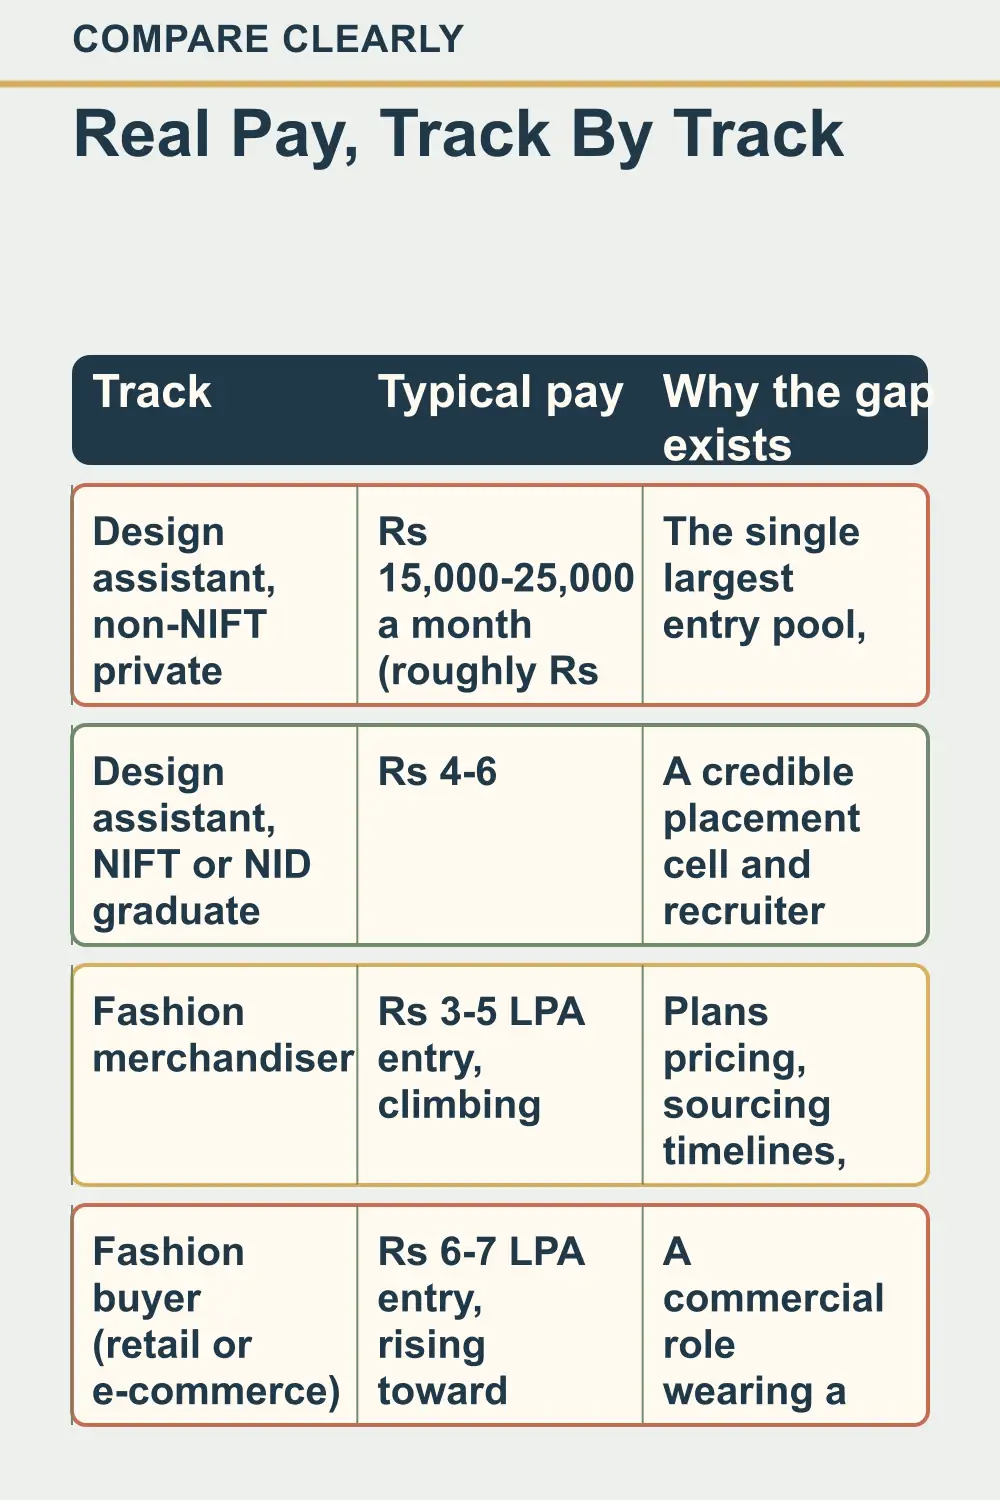 COMPARE CLEARLY
Real Pay, Track By Track
Track
Typical pay
Why the gap
exists
Design
assistant,
non-NIFT
private
Rs
15,000-25,000
a month
(roughly Rs
The single
largest
entry pool,
Design
assistant,
NIFT or NID
graduate
Rs 4-6
A credible
placement
cell and
recruiter
Fashion
merchandiser
Rs 3-5 LPA
entry,
climbing
Plans
pricing,
sourcing
timelines,
Fashion
buyer
(retail or
e-commerce)
Rs 6-7 LPA
entry,
rising
toward
A
commercial
role
wearing a